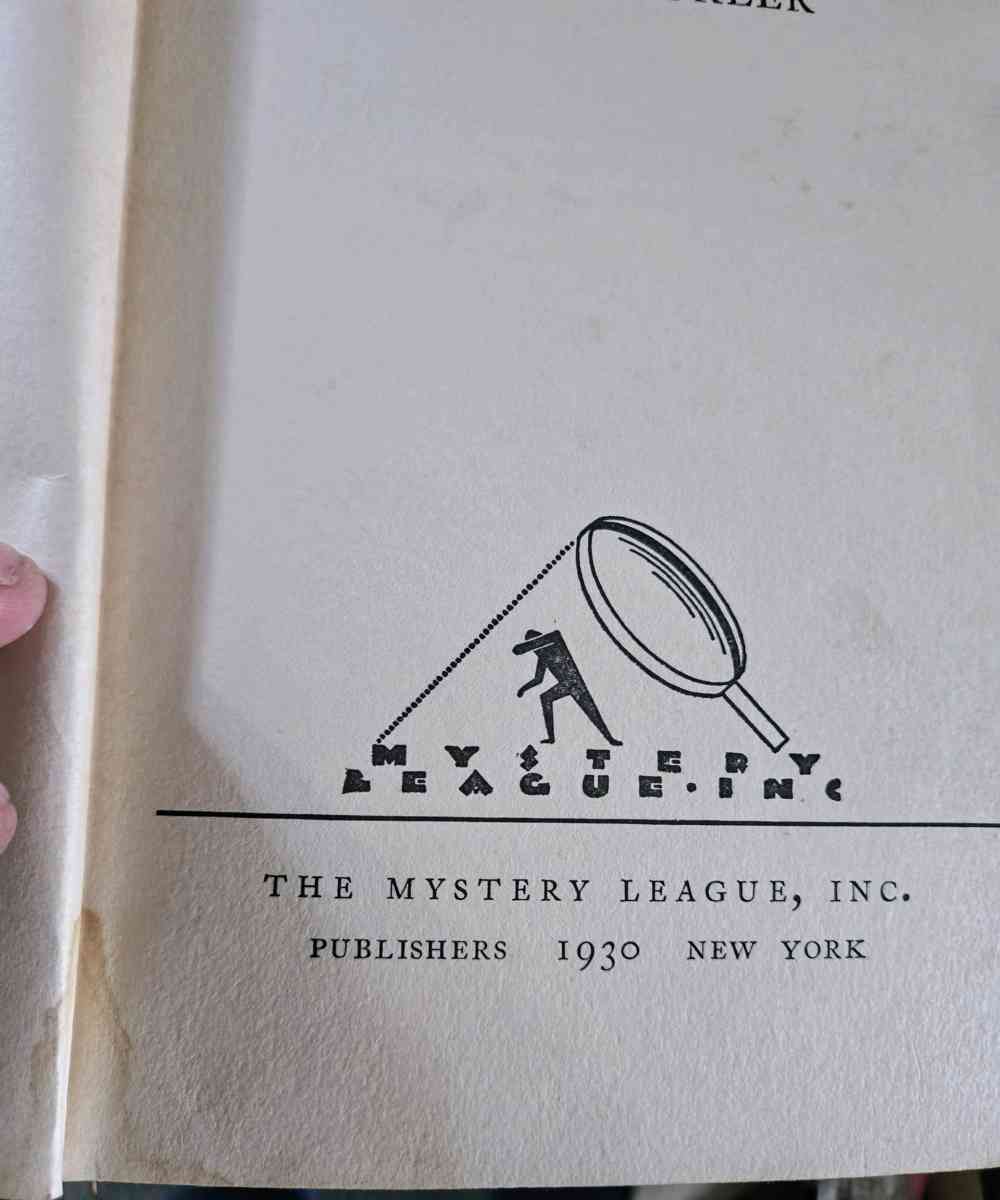 MYSTERY
LEAGUE·INC
THE MYSTERY LEAGUE, INC.
PUBLISHERS 1930 NEW YORK